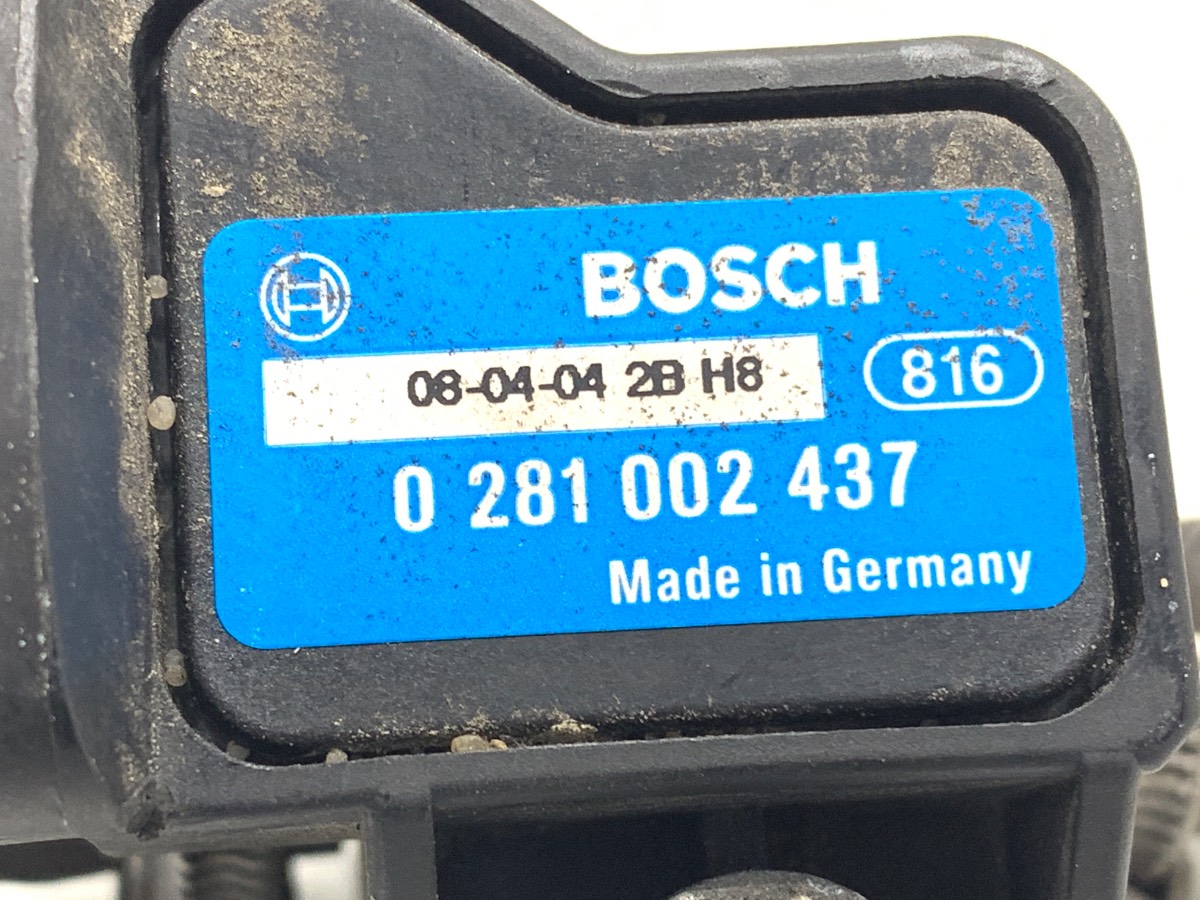 BOSCH
08-04-04 2B H8
816
0 281 002 437
Made in Germany